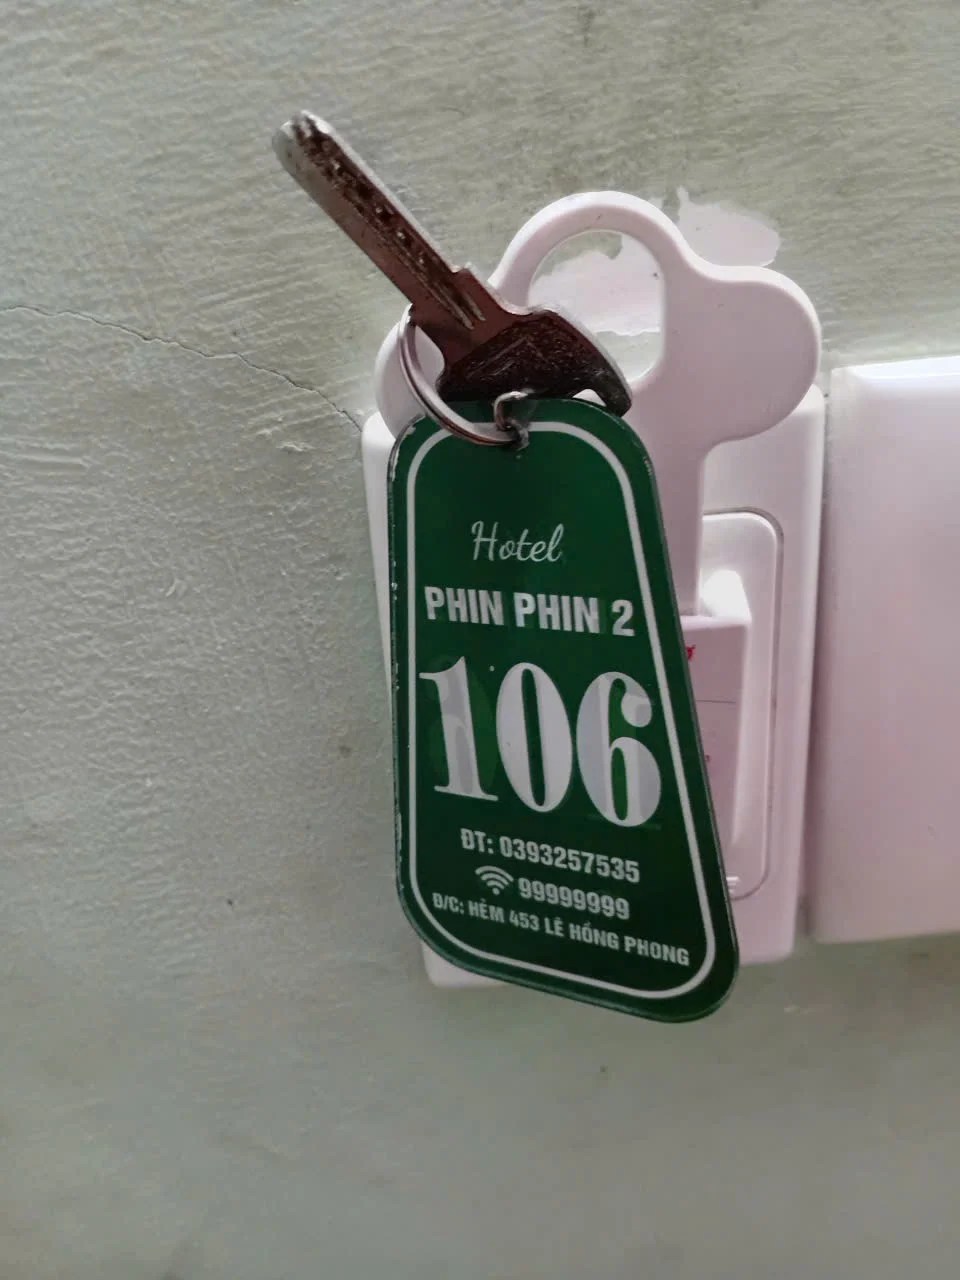 Hotel
PHIN PHIN 2
106
ĐT: 0393257535
99999999
Đ/C: HẺM 453 LÊ HỒNG PHONG